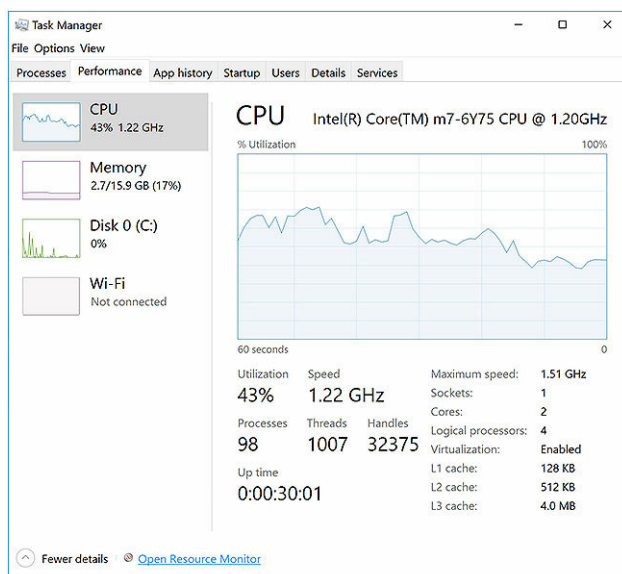 Task Manager
File Options View
Processes Performance App history Startup Users Details Services
CPU
43% 1.22 GHz
Memory
2.7/15.9 GB (17%)
Disk 0 (C:)
0%
Wi-Fi
Not connected
CPU Intel(R) Core(TM) m7-6Y75 CPU @ 1.20GHz
% Utilization 100%
60 seconds 0
Utilization Speed
43% 1.22 GHz
Processes Threads Handles
98 1007 32375
Up time
0:00:30:01
Maximum speed: 1.51 GHz
Sockets: 1
Cores: 2
Logical processors: 4
Virtualization: Enabled
L1 cache: 128 KB
L2 cache: 512 KB
L3 cache: 4.0 MB
Fewer details Open Resource Monitor